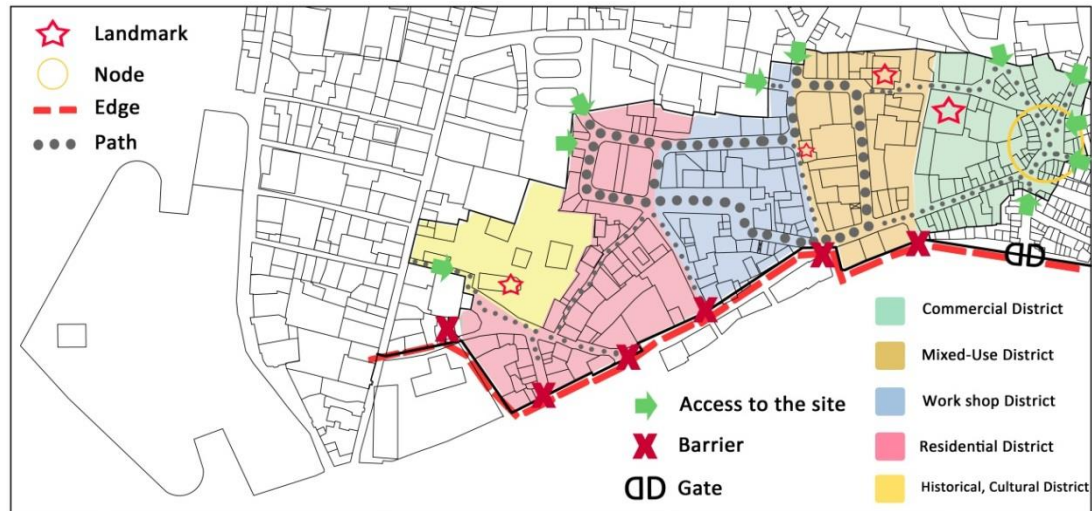 Landmark
Node
Edge
Path
Access to the site
Barrier
Gate
Commercial District
Mixed-Use District
Work shop District
Residential District
Historical, Cultural District